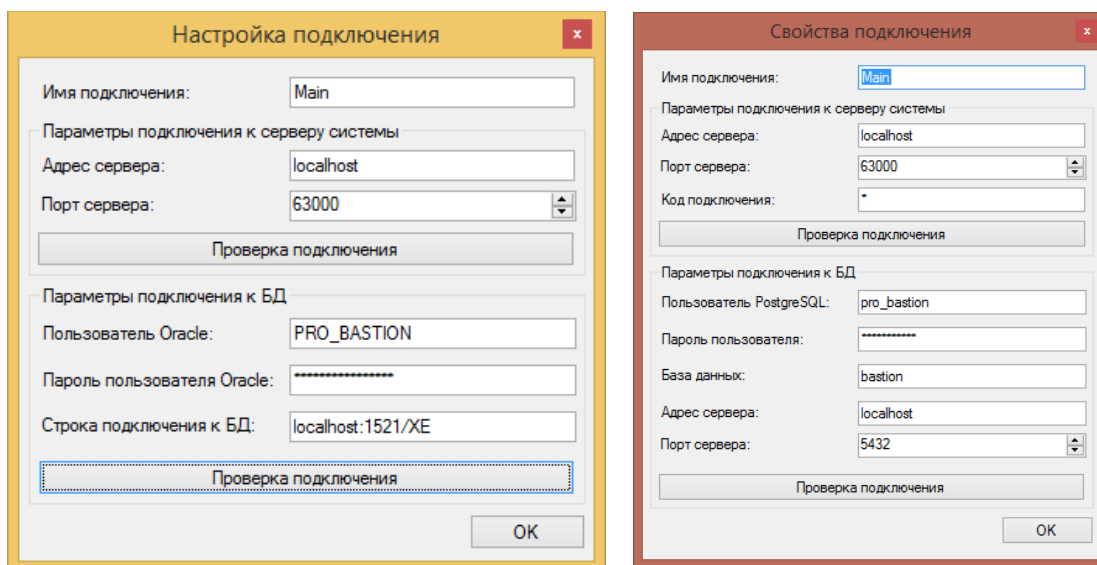 Настройка подключения
x
Имя подключения:
Main
Параметры подключения к серверу системы
Адрес сервера:
localhost
Порт сервера:
63000
Проверка подключения
Параметры подключения к БД
Пользователь Oracle:
PRO_BASTION
Пароль пользователя Oracle:
****************
Строка подключения к БД:
localhost:1521/XE
Проверка подключения
OK
Свойства подключения
x
Имя подключения:
Main
Параметры подключения к серверу системы
Адрес сервера:
localhost
Порт сервера:
63000
Код подключения:
*
Проверка подключения
Параметры подключения к БД
Пользователь PostgreSQL:
pro_bastion
Пароль пользователя:
***********
База данных:
bastion
Адрес сервера:
localhost
Порт сервера:
5432
Проверка подключения
OK